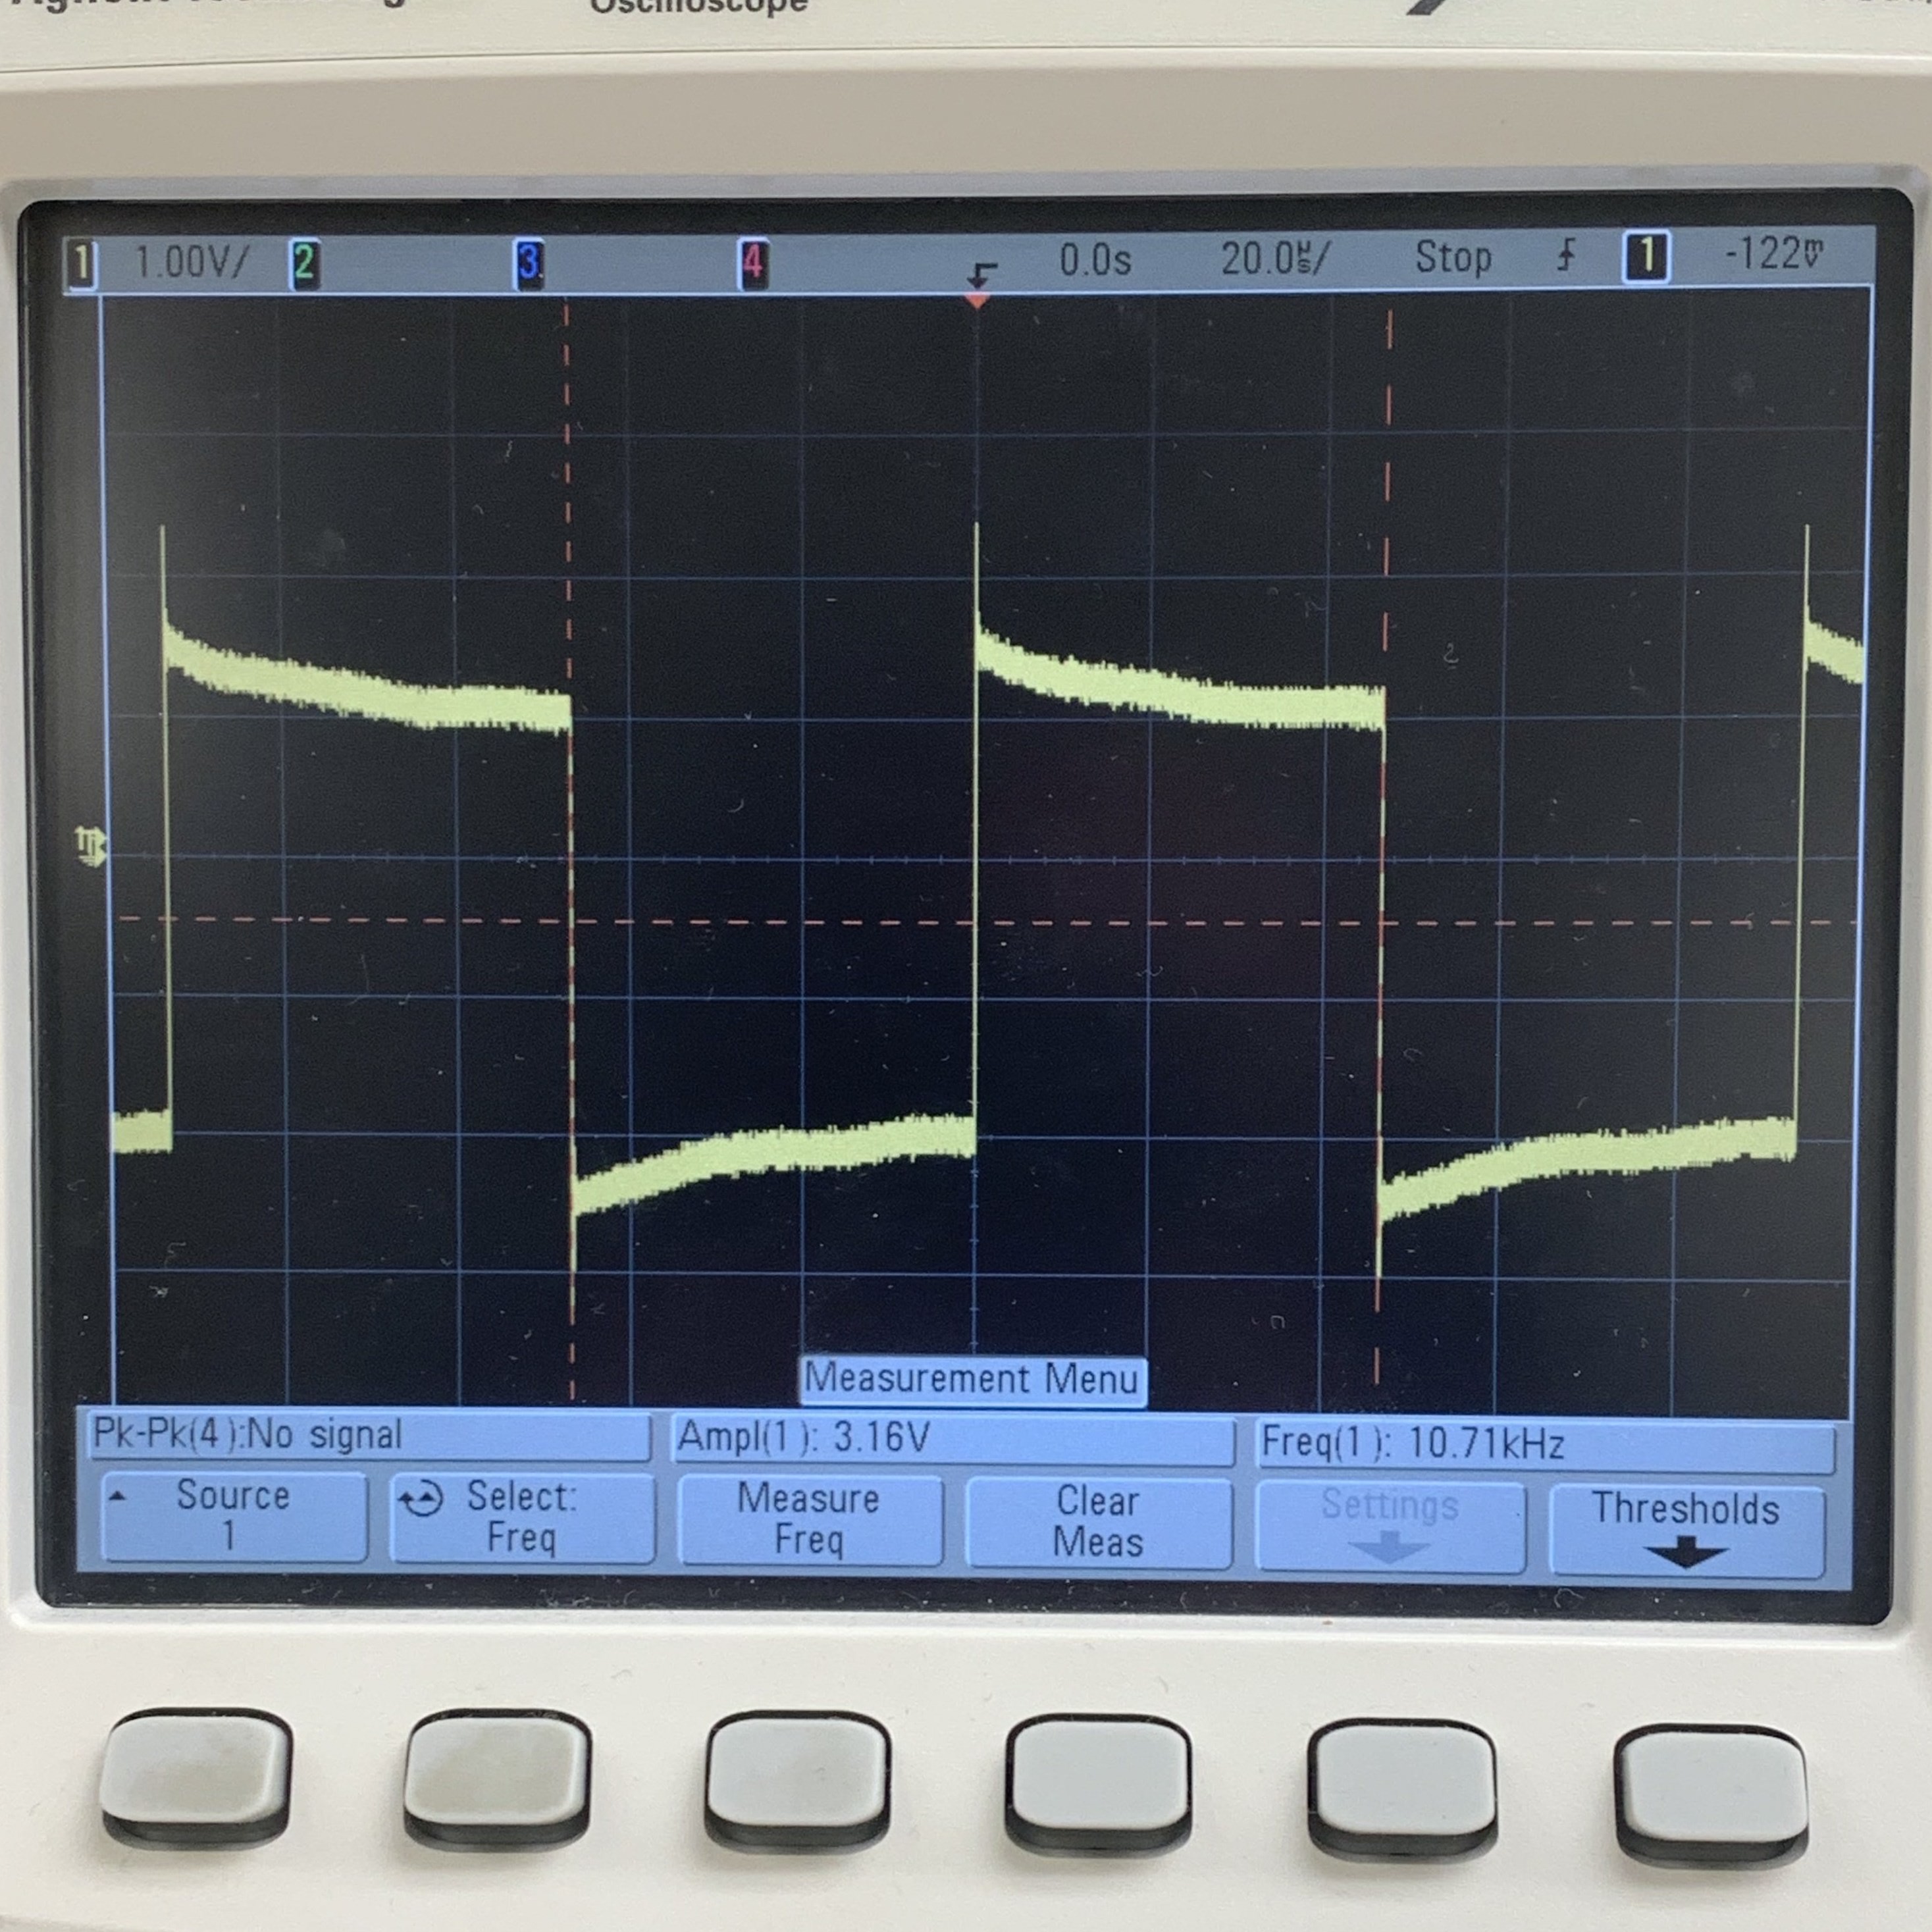 Oscilloscope
1 1.00V/ 2 3 4 0.0s 20.0µs/ Stop 1 -122mV
Measurement Menu
Pk-Pk(4):No signal Ampl(1): 3.16V Freq(1): 10.71kHz
Source Select: Measure Clear Settings Thresholds
1 Freq Freq Meas